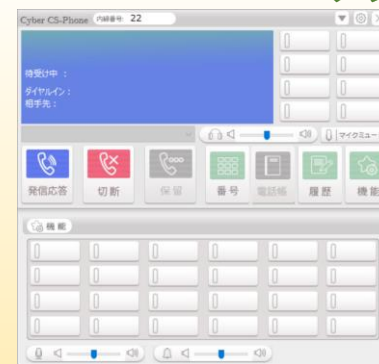 Cyber CS-Phone 内線番号: 22
待受け中 :
ダイヤルイン :
相手先 :
マイクミュー
発信応答 切断 保留 番号 電話帳 履歴 機能
機能